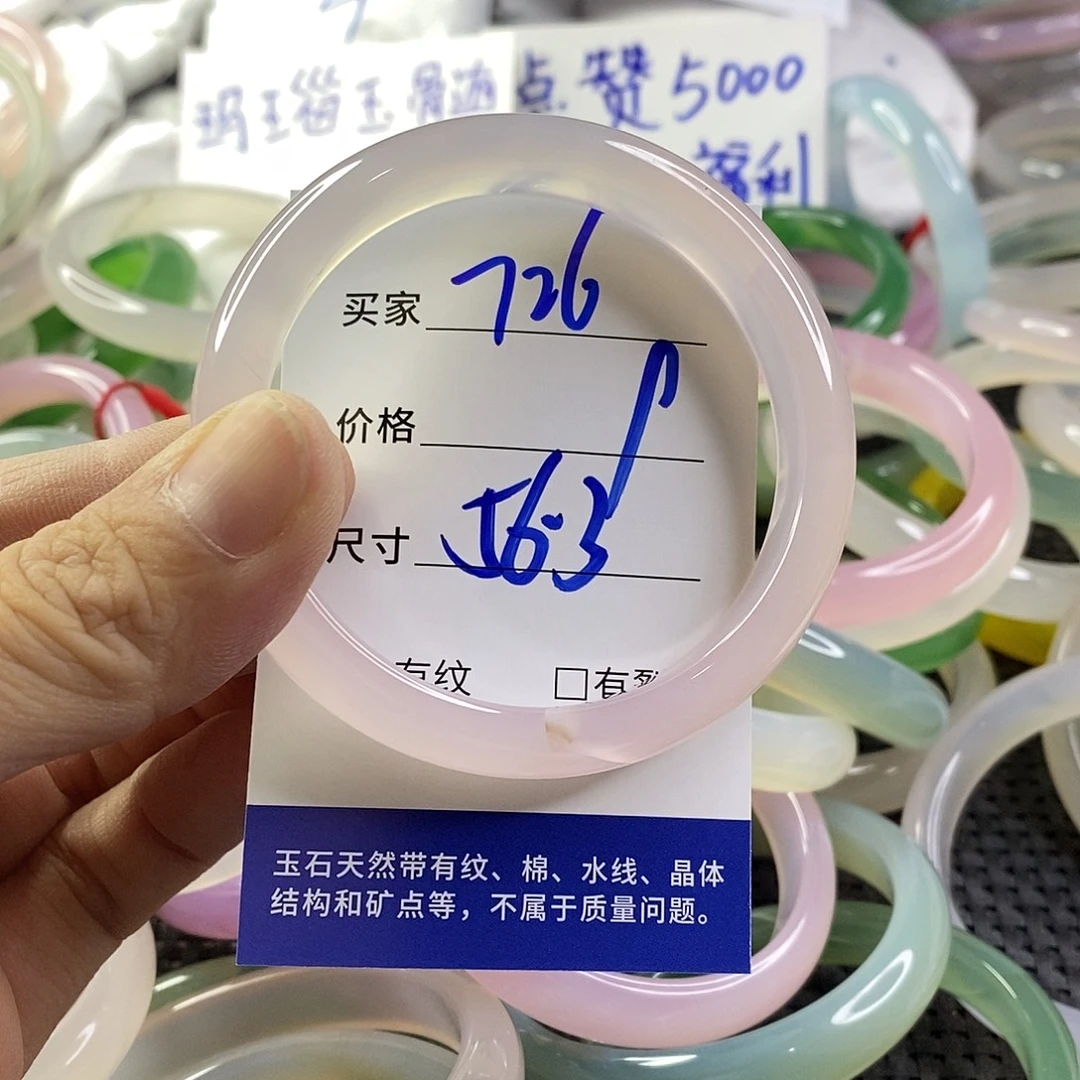 玛瑙玉骨髓
点赞5000
福利
买家 726
价格
尺寸 56.3
有纹 □有裂
玉石天然带有纹、棉、水线、晶体
结构和矿点等，不属于质量问题。